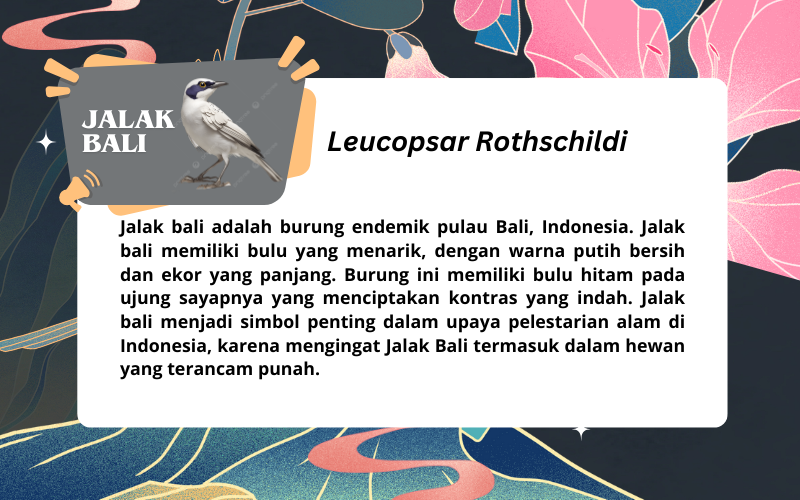 JALAK
BALI
Leucopsar Rothschildi
Jalak bali adalah burung endemik pulau Bali, Indonesia. Jalak
bali memiliki bulu yang menarik, dengan warna putih bersih
dan ekor yang panjang. Burung ini memiliki bulu hitam pada
ujung sayapnya yang menciptakan kontras yang indah. Jalak
bali menjadi simbol penting dalam upaya pelestarian alam di
Indonesia, karena mengingat Jalak Bali termasuk dalam hewan
yang terancam punah.